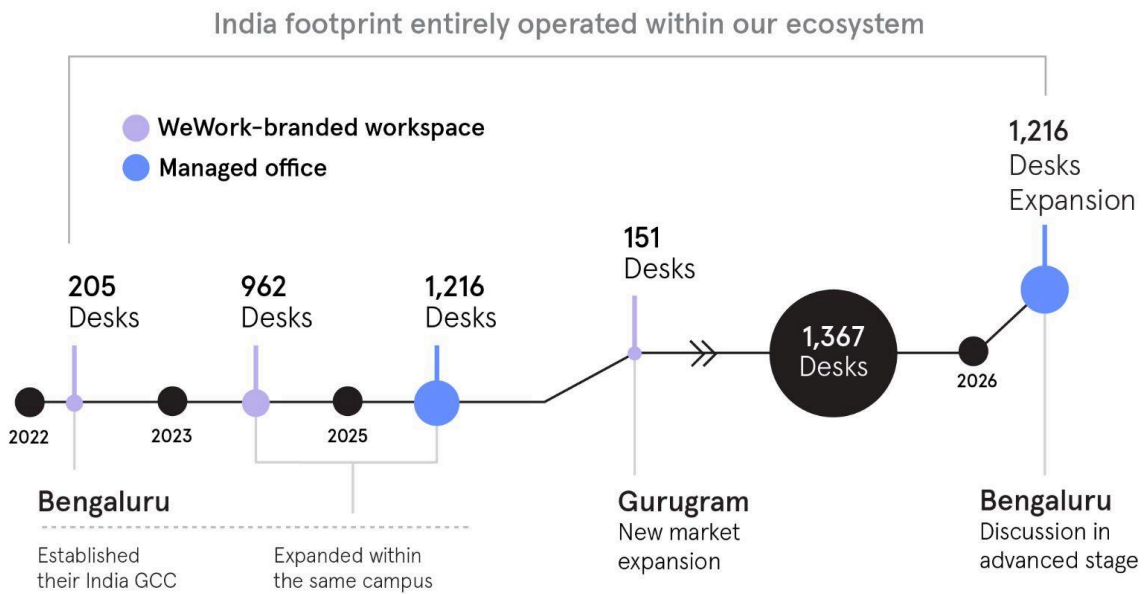 India footprint entirely operated within our ecosystem
WeWork-branded workspace
Managed office
205
Desks
962
Desks
1,216
Desks
151
Desks
1,367
Desks
1,216
Desks
Expansion
2022
2023
2025
2026
Bengaluru
Established
their India GCC
Expanded within
the same campus
Gurugram
New market
expansion
Bengaluru
Discussion in
advanced stage